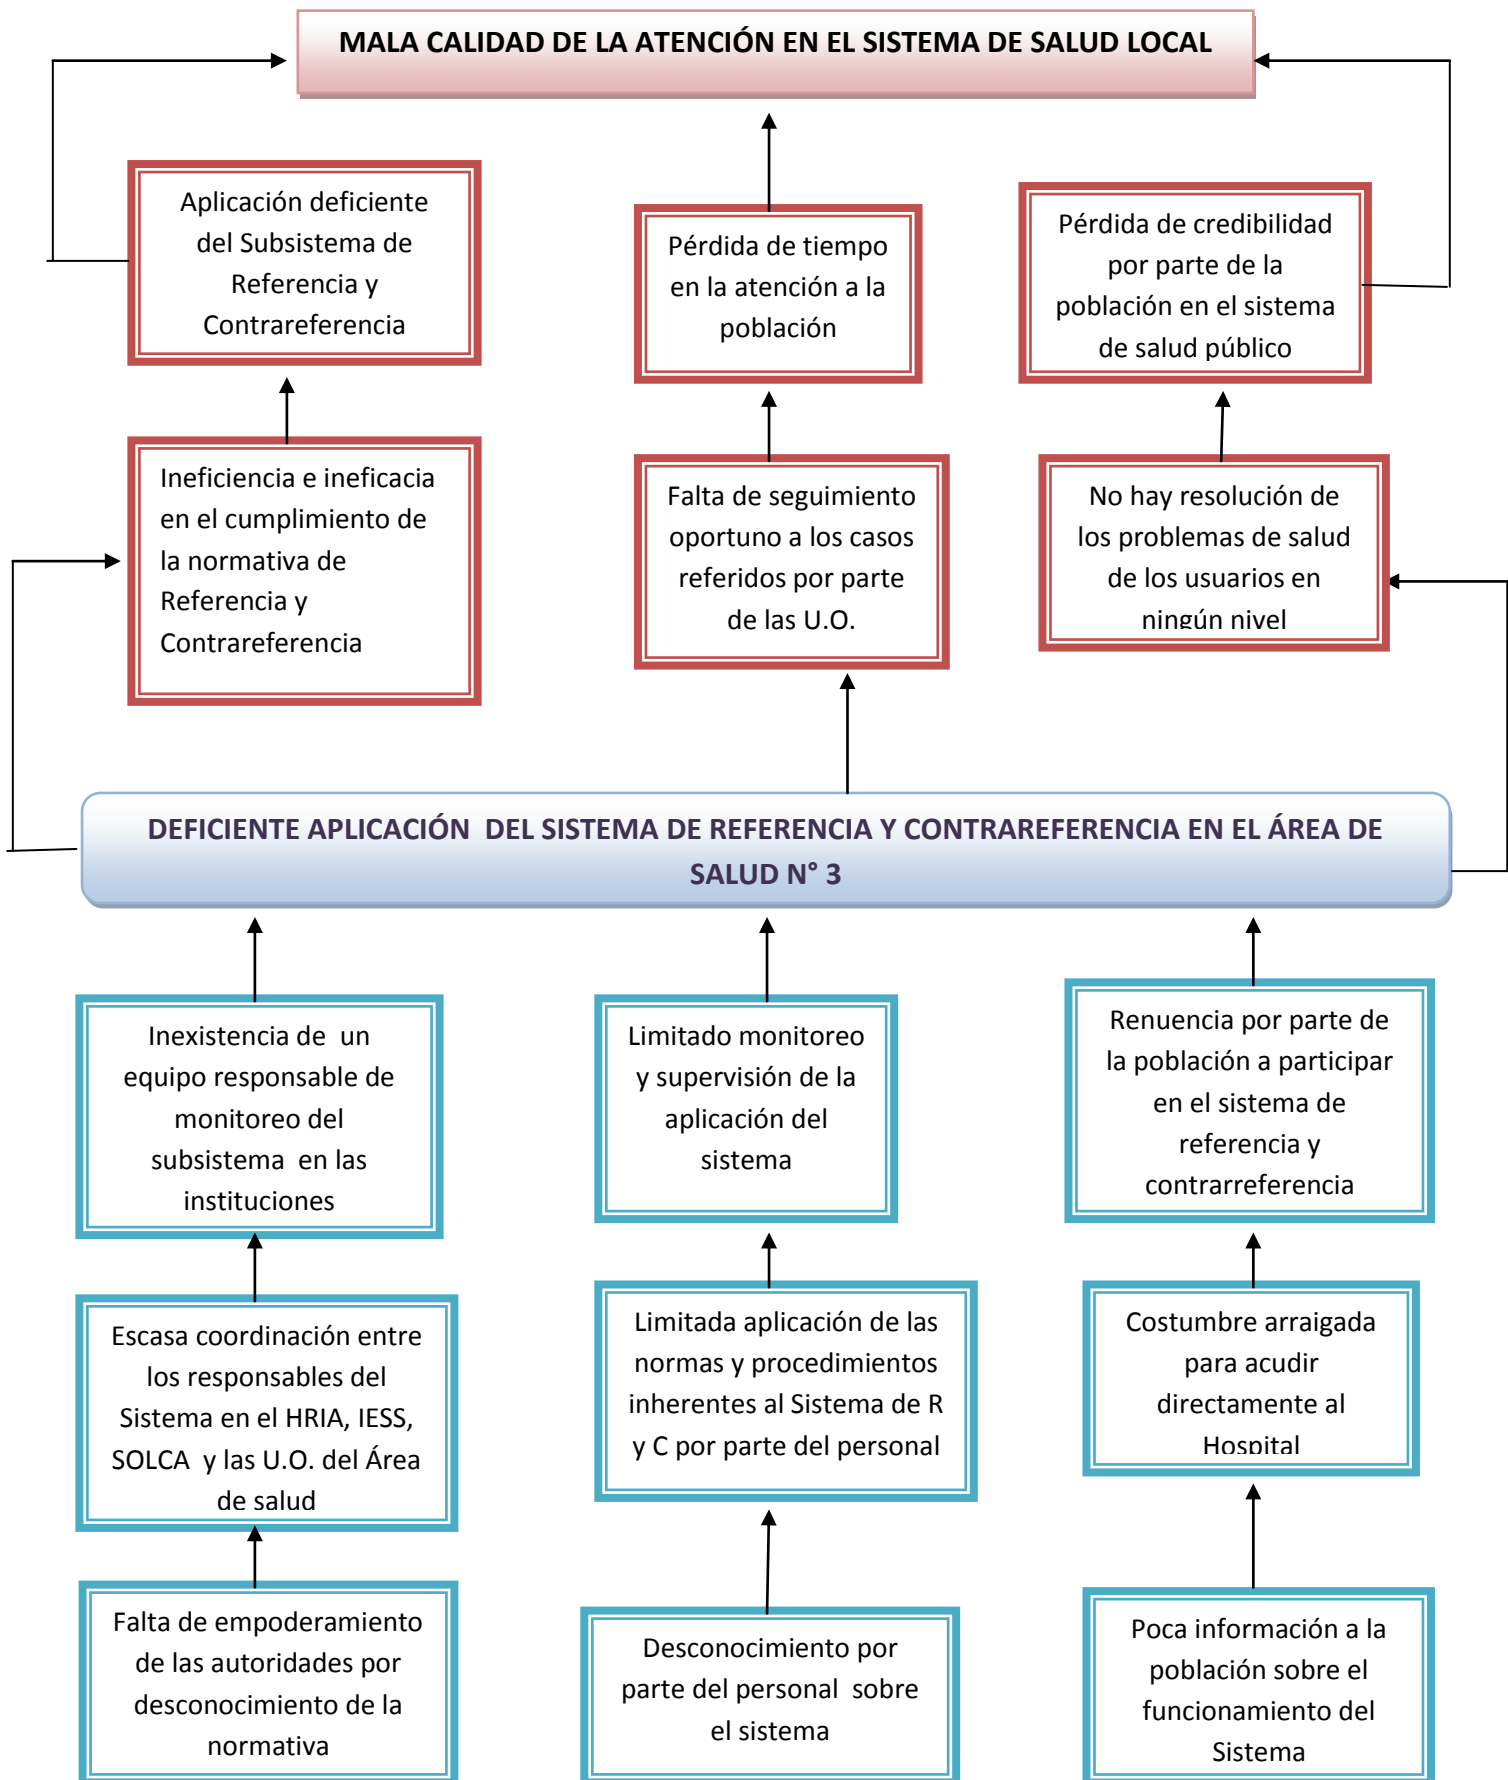 MALA CALIDAD DE LA ATENCIÓN EN EL SISTEMA DE SALUD LOCAL
Aplicación deficiente
del Subsistema de
Referencia y
Contrareferencia
Pérdida de tiempo
en la atención a la
población
Pérdida de credibilidad
por parte de la
población en el sistema
de salud público
Ineficiencia e ineficacia
en el cumplimiento de
la normativa de
Referencia y
Contrareferencia
Falta de seguimiento
oportuno a los casos
referidos por parte
de las U.O.
No hay resolución de
los problemas de salud
de los usuarios en
ningún nivel
DEFICIENTE APLICACIÓN DEL SISTEMA DE REFERENCIA Y CONTRAREFERENCIA EN EL ÁREA DE
SALUD N° 3
Inexistencia de un
equipo responsable de
monitoreo del
subsistema en las
instituciones
Limitado monitoreo
y supervisión de la
aplicación del
sistema
Renuencia por parte de
la población a participar
en el sistema de
referencia y
contrarreferencia
Escasa coordinación entre
los responsables del
Sistema en el HRIA, IESS,
SOLCA y las U.O. del Área
de salud
Limitada aplicación de las
normas y procedimientos
inherentes al Sistema de R
y C por parte del personal
Costumbre arraigada
para acudir
directamente al
Hospital
Falta de empoderamiento
de las autoridades por
desconocimiento de la
normativa
Desconocimiento por
parte del personal sobre
el sistema
Poca información a la
población sobre el
funcionamiento del
Sistema